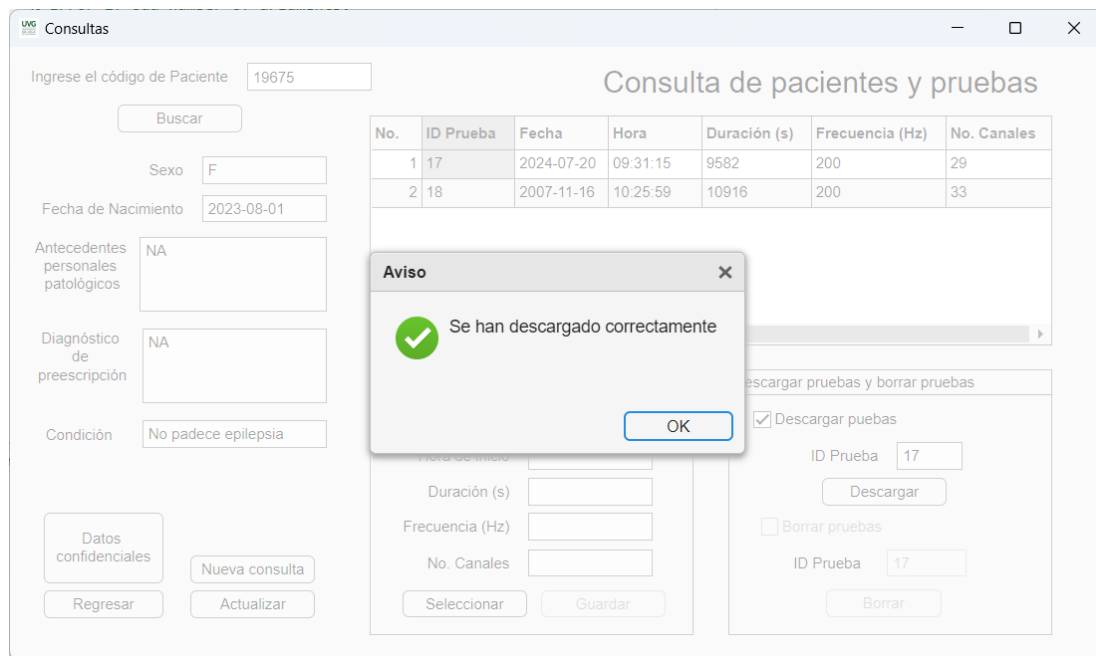 UVG
Consultas
Ingrese el código de Paciente 19675
Buscar
Consulta de pacientes y pruebas
Sexo F
Fecha de Nacimiento 2023-08-01
Antecedentes
personales
patológicos
NA
Diagnóstico
de
preescripción
NA
Condición No padece epilepsia
Datos
confidenciales
Nueva consulta
Regresar Actualizar
No. ID Prueba Fecha Hora Duración (s) Frecuencia (Hz) No. Canales
1 17 2024-07-20 09:31:15 9582 200 29
2 18 2007-11-16 10:25:59 10916 200 33
Aviso
Se han descargado correctamente
OK
Hora de Inicio
Duración (s)
Frecuencia (Hz)
No. Canales
Seleccionar Guardar
escargar pruebas y borrar pruebas
Descargar puebas
ID Prueba 17
Descargar
Borrar pruebas
ID Prueba 17
Borrar